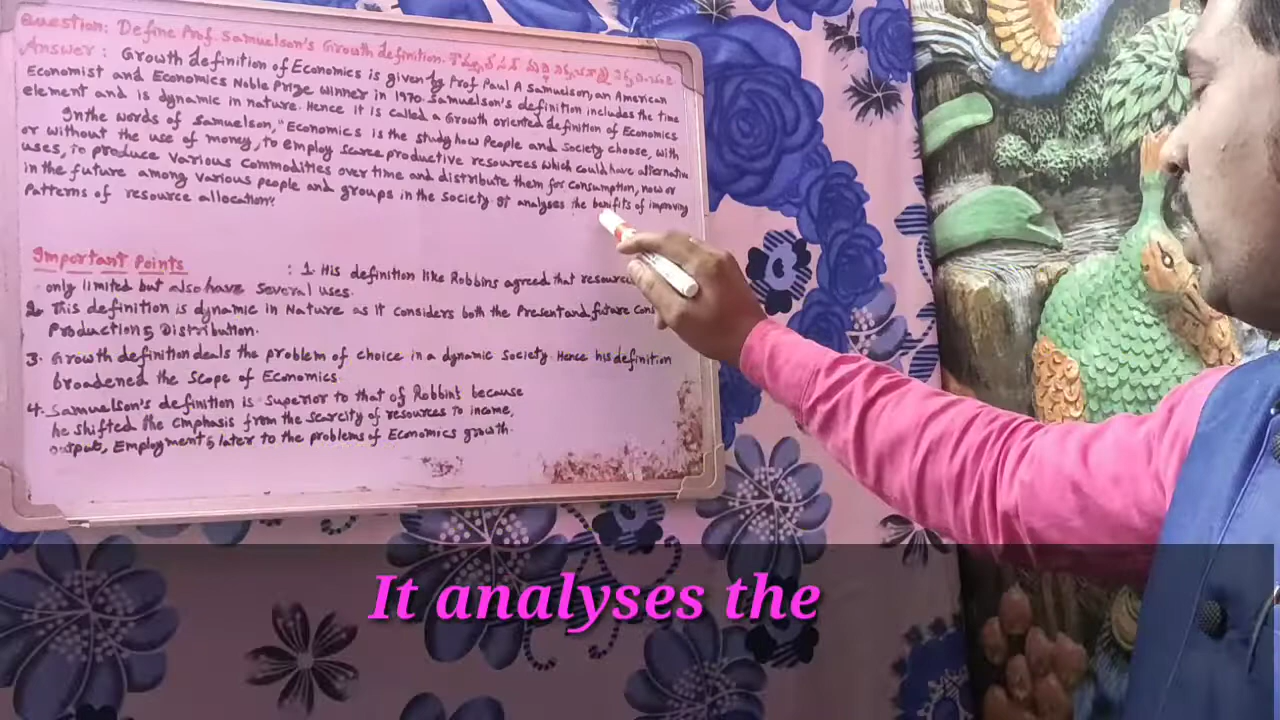 Question: Define Prof. Samuelson's Growth definition.
Answer: Growth definition of Economics is given by Prof Paul A Samuelson, an American
Economist and Economics Noble Prize winner in 1970. Samuelson's definition includes the time
element and is dynamic in nature. Hence it is called a Growth oriented definition of Economics
In the words of Samuelson, "Economics is the study how People and Society choose, with
or without the use of money, to employ scarce productive resources which could have alternative
uses, to produce various commodities over time and distribute them for consumption, now or
in the future among various people and groups in the society. It analyses the benifits of improving
Patterns of resource allocation."
Important Points : 1. His definition like Robbins agreed that resourc
only limited but also have several uses.
2. This definition is dynamic in Nature as it considers both the Present and future Cons
Production & Distribution.
3. Growth definition deals the problem of choice in a dynamic society. Hence his definition
broadened the scope of Economics.
4. Samuelson's definition is superior to that of Robbins because
he shifted the emphasis from the scarcity of resources to income,
output, Employment & later to the problems of Economics growth.
It analyses the